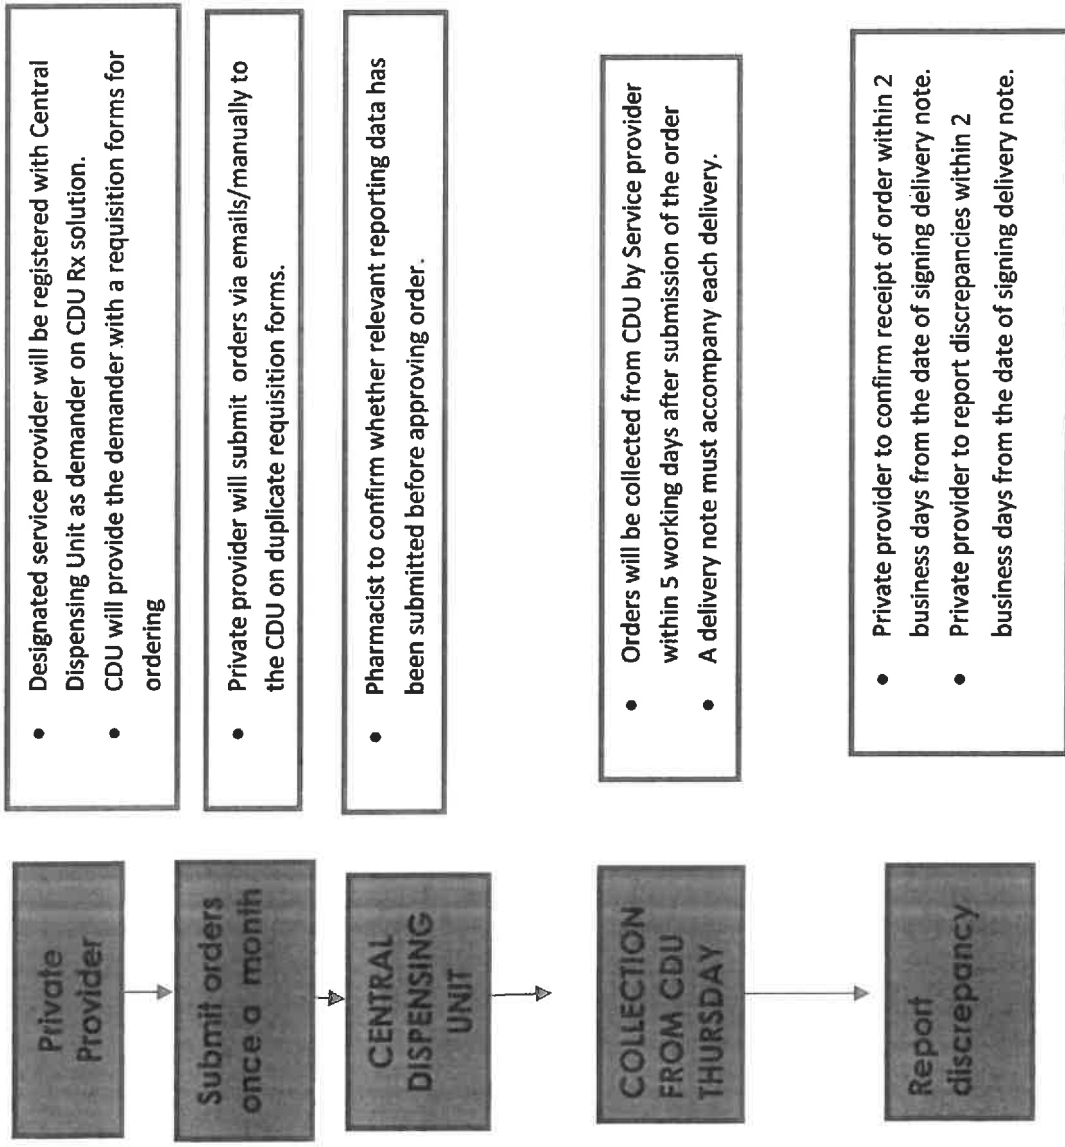 Private
Provider
• Designated service provider will be registered with Central
Dispensing Unit as demander on CDU Rx solution.
• CDU will provide the demander with a requisition forms for
ordering
Submit orders
once a month
• Private provider will submit orders via emails/manually to
the CDU on duplicate requisition forms.
CENTRAL
DISPENSING
UNIT
• Pharmacist to confirm whether relevant reporting data has
been submitted before approving order.
COLLECTION
FROM CDU
THURSDAY
• Orders will be collected from CDU by Service provider
within 5 working days after submission of the order
• A delivery note must accompany each delivery.
Report
discrepancy
• Private provider to confirm receipt of order within 2
business days from the date of signing delivery note.
• Private provider to report discrepancies within 2
business days from the date of signing delivery note.